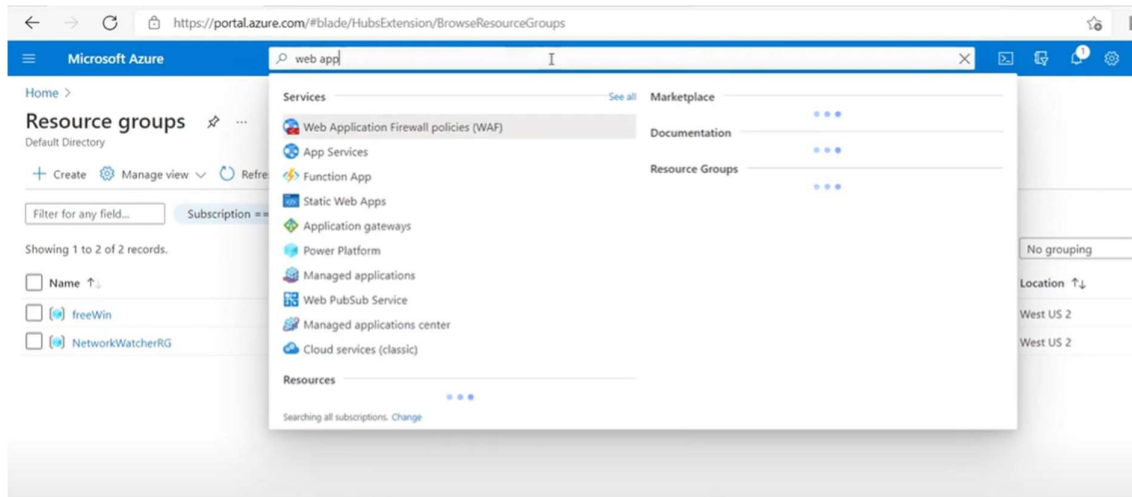 https://portal.azure.com/#blade/HubsExtension/BrowseResourceGroups
Microsoft Azure
web app
1
Home >
Resource groups
Default Directory
Create
Manage view
Refre
Filter for any field...
Subscription ==
Showing 1 to 2 of 2 records.
No grouping
Name
Location
freeWin
West US 2
NetworkWatcherRG
West US 2
Services
See all
Web Application Firewall policies (WAF)
App Services
Function App
Static Web Apps
Application gateways
Power Platform
Managed applications
Web PubSub Service
Managed applications center
Cloud services (classic)
Resources
Searching all subscriptions. Change
Marketplace
Documentation
Resource Groups